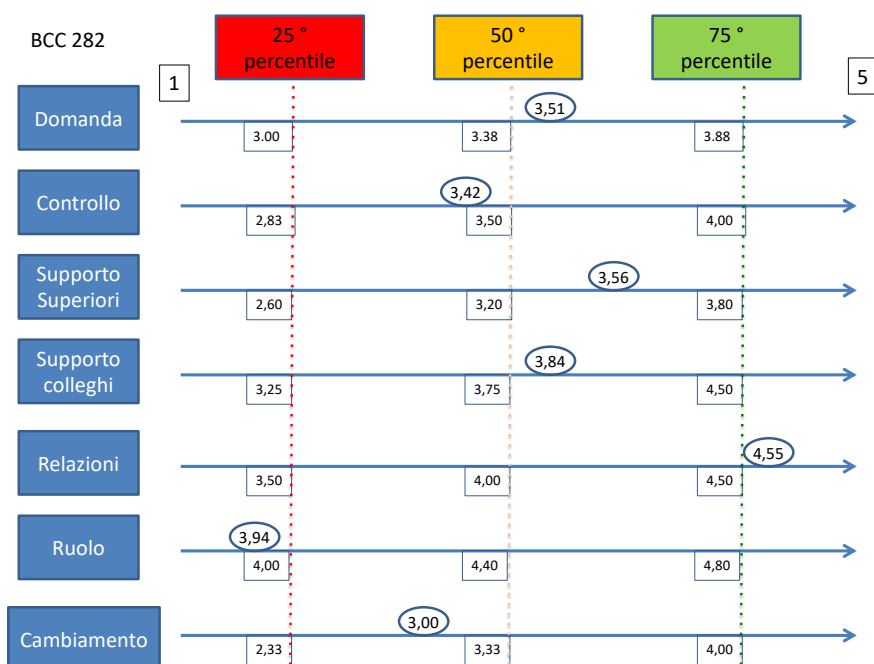 BCC 282
25 °
percentile
50 °
percentile
75 °
percentile
1
5
Domanda
3,51
3.00
3.38
3.88
Controllo
3,42
2,83
3,50
4,00
Supporto
Superiori
3,56
2,60
3,20
3,80
Supporto
colleghi
3,84
3,25
3,75
4,50
Relazioni
4,55
3,50
4,00
4,50
Ruolo
3,94
4,00
4,40
4,80
Cambiamento
3,00
2,33
3,33
4,00